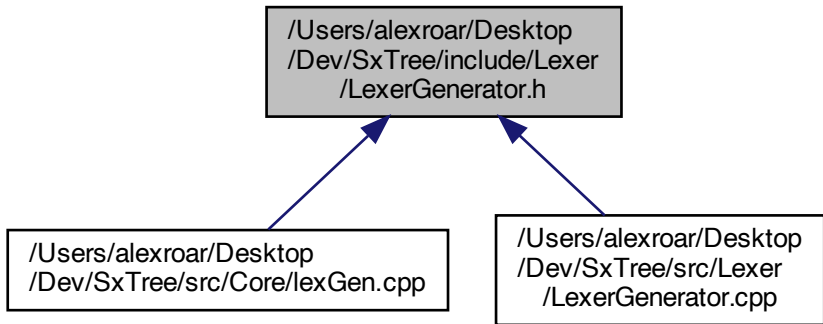 /Users/alexroar/Desktop
/Dev/SxTree/include/Lexer
/LexerGenerator.h
/Users/alexroar/Desktop
/Dev/SxTree/src/Core/lexGen.cpp
/Users/alexroar/Desktop
/Dev/SxTree/src/Lexer
/LexerGenerator.cpp